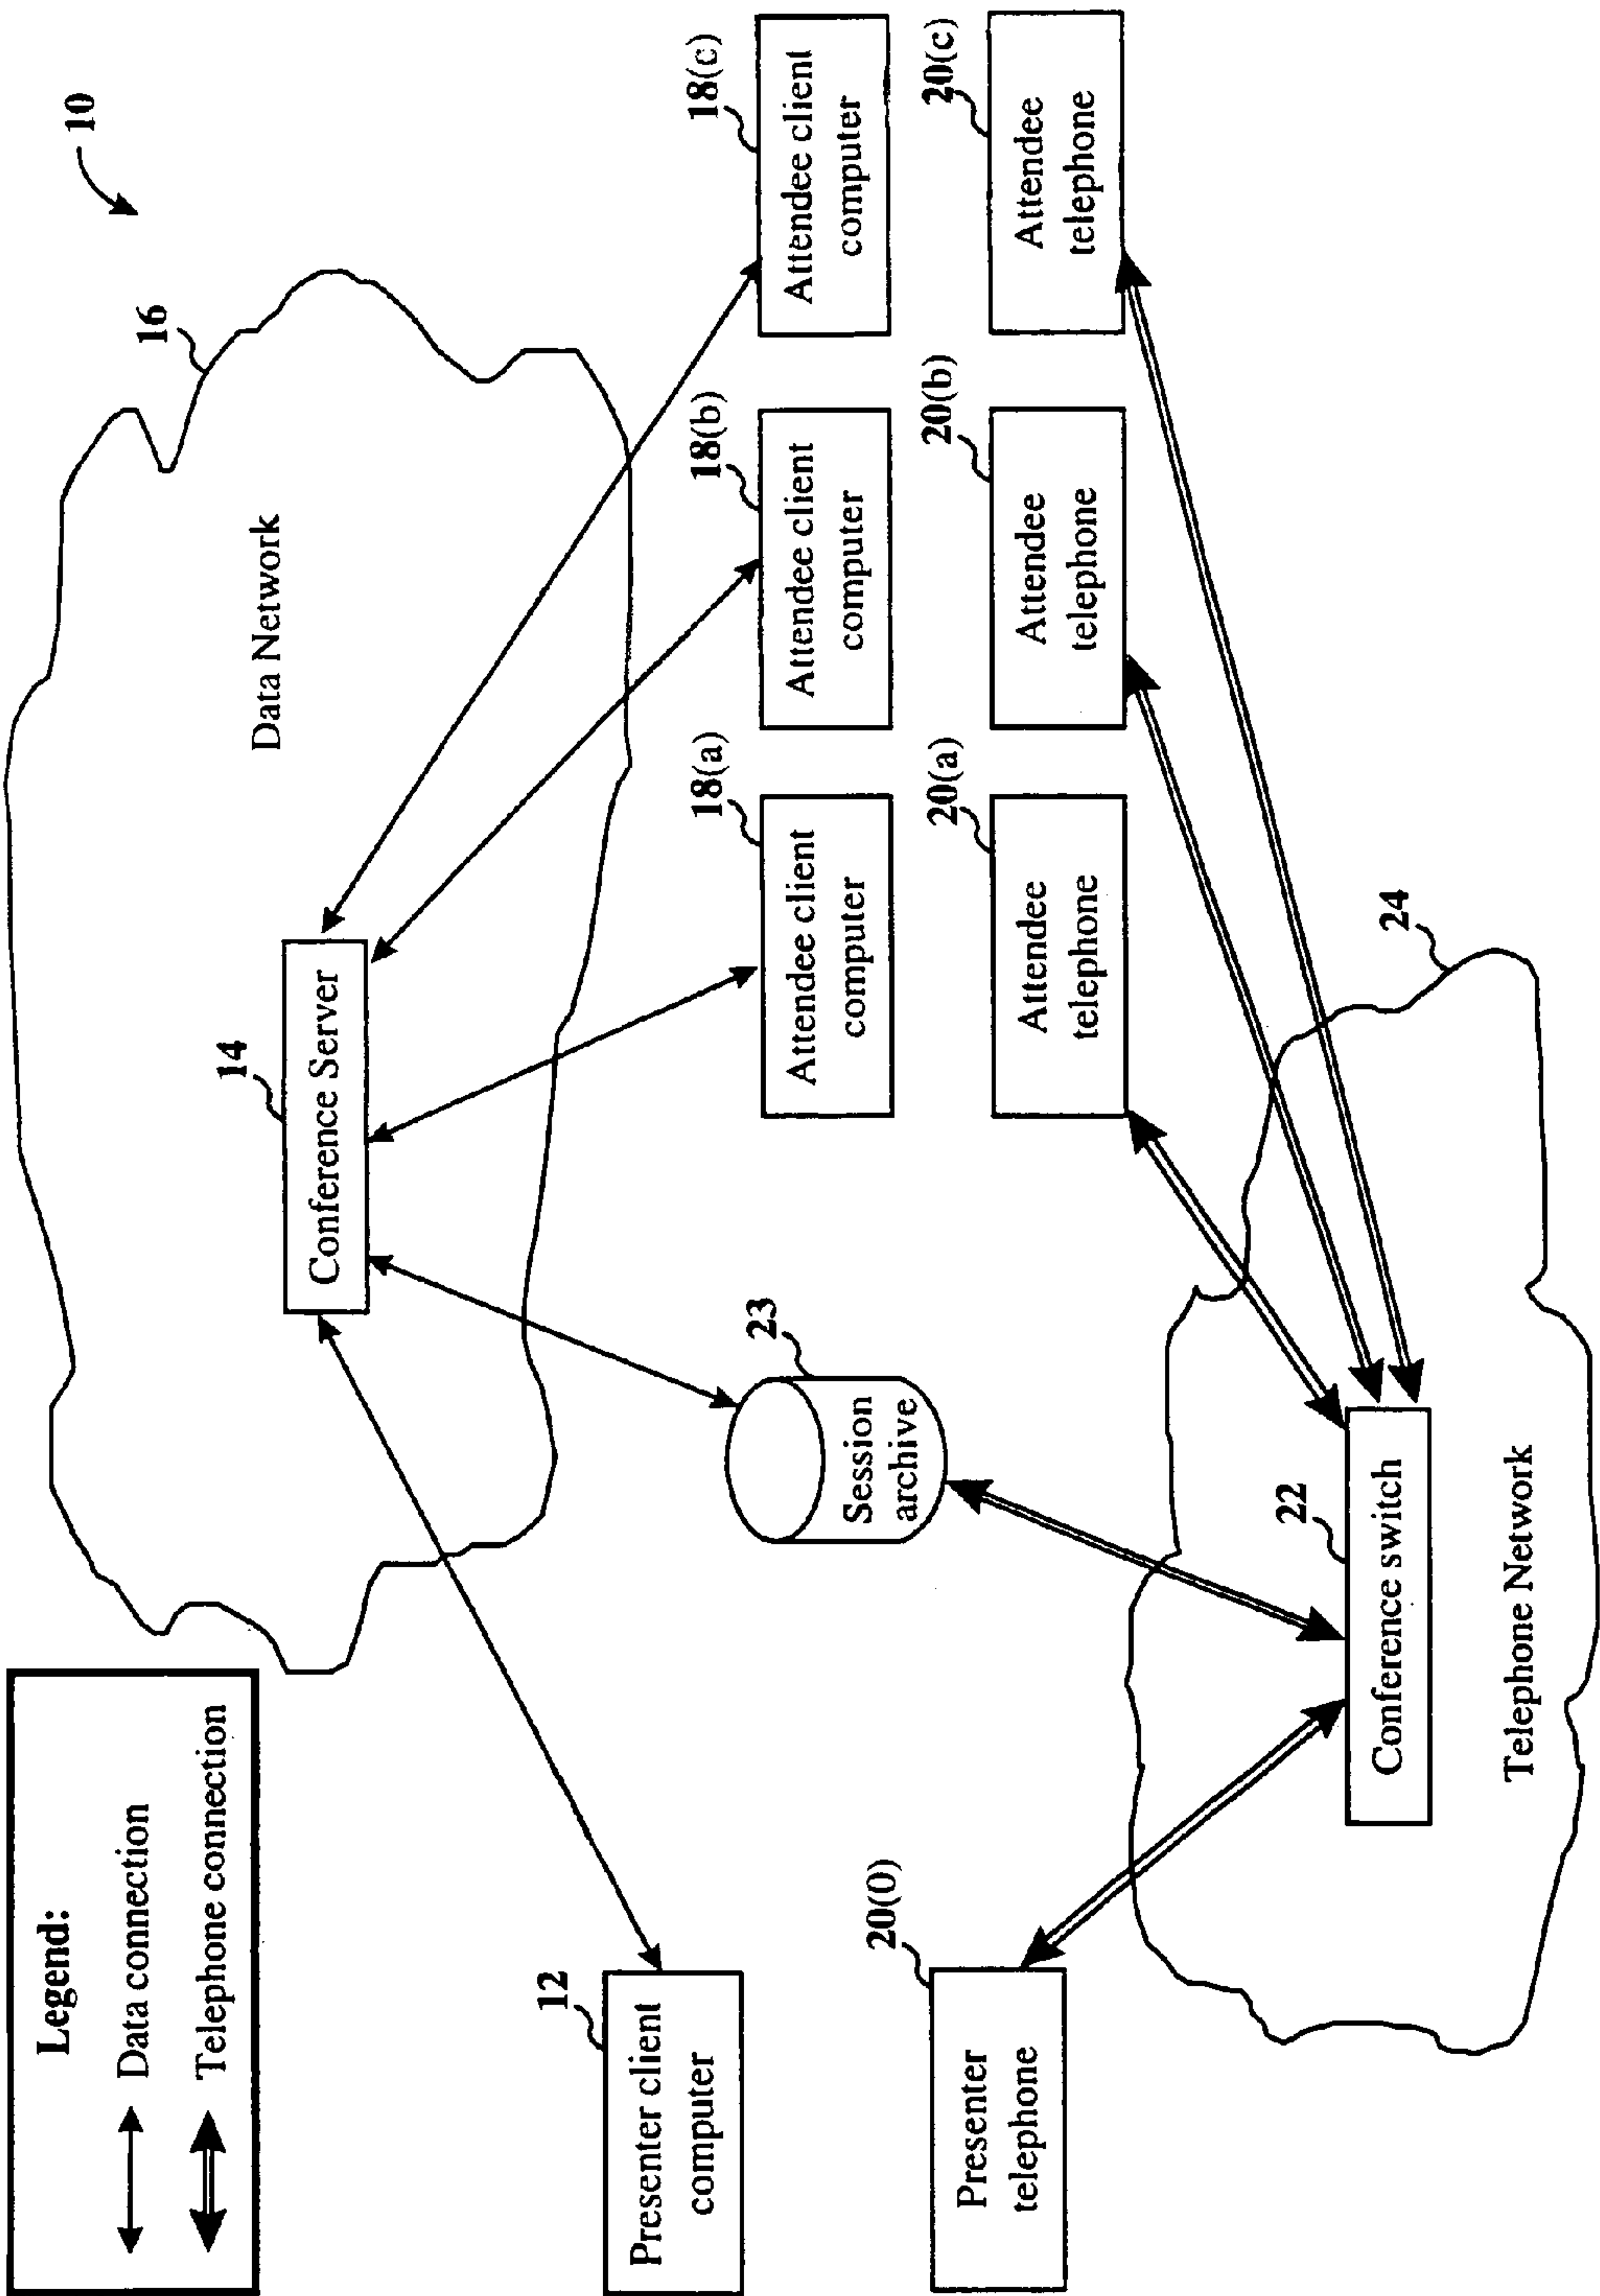 Legend:
Data connection
Telephone connection
10
16
Data Network
14
Conference Server
12
Presenter client
computer
23
Session
archive
18(a)
Attendee client
computer
18(b)
Attendee client
computer
18(c)
Attendee client
computer
20(0)
Presenter
telephone
20(a)
Attendee
telephone
20(b)
Attendee
telephone
20(c)
Attendee
telephone
22
Conference switch
24
Telephone Network